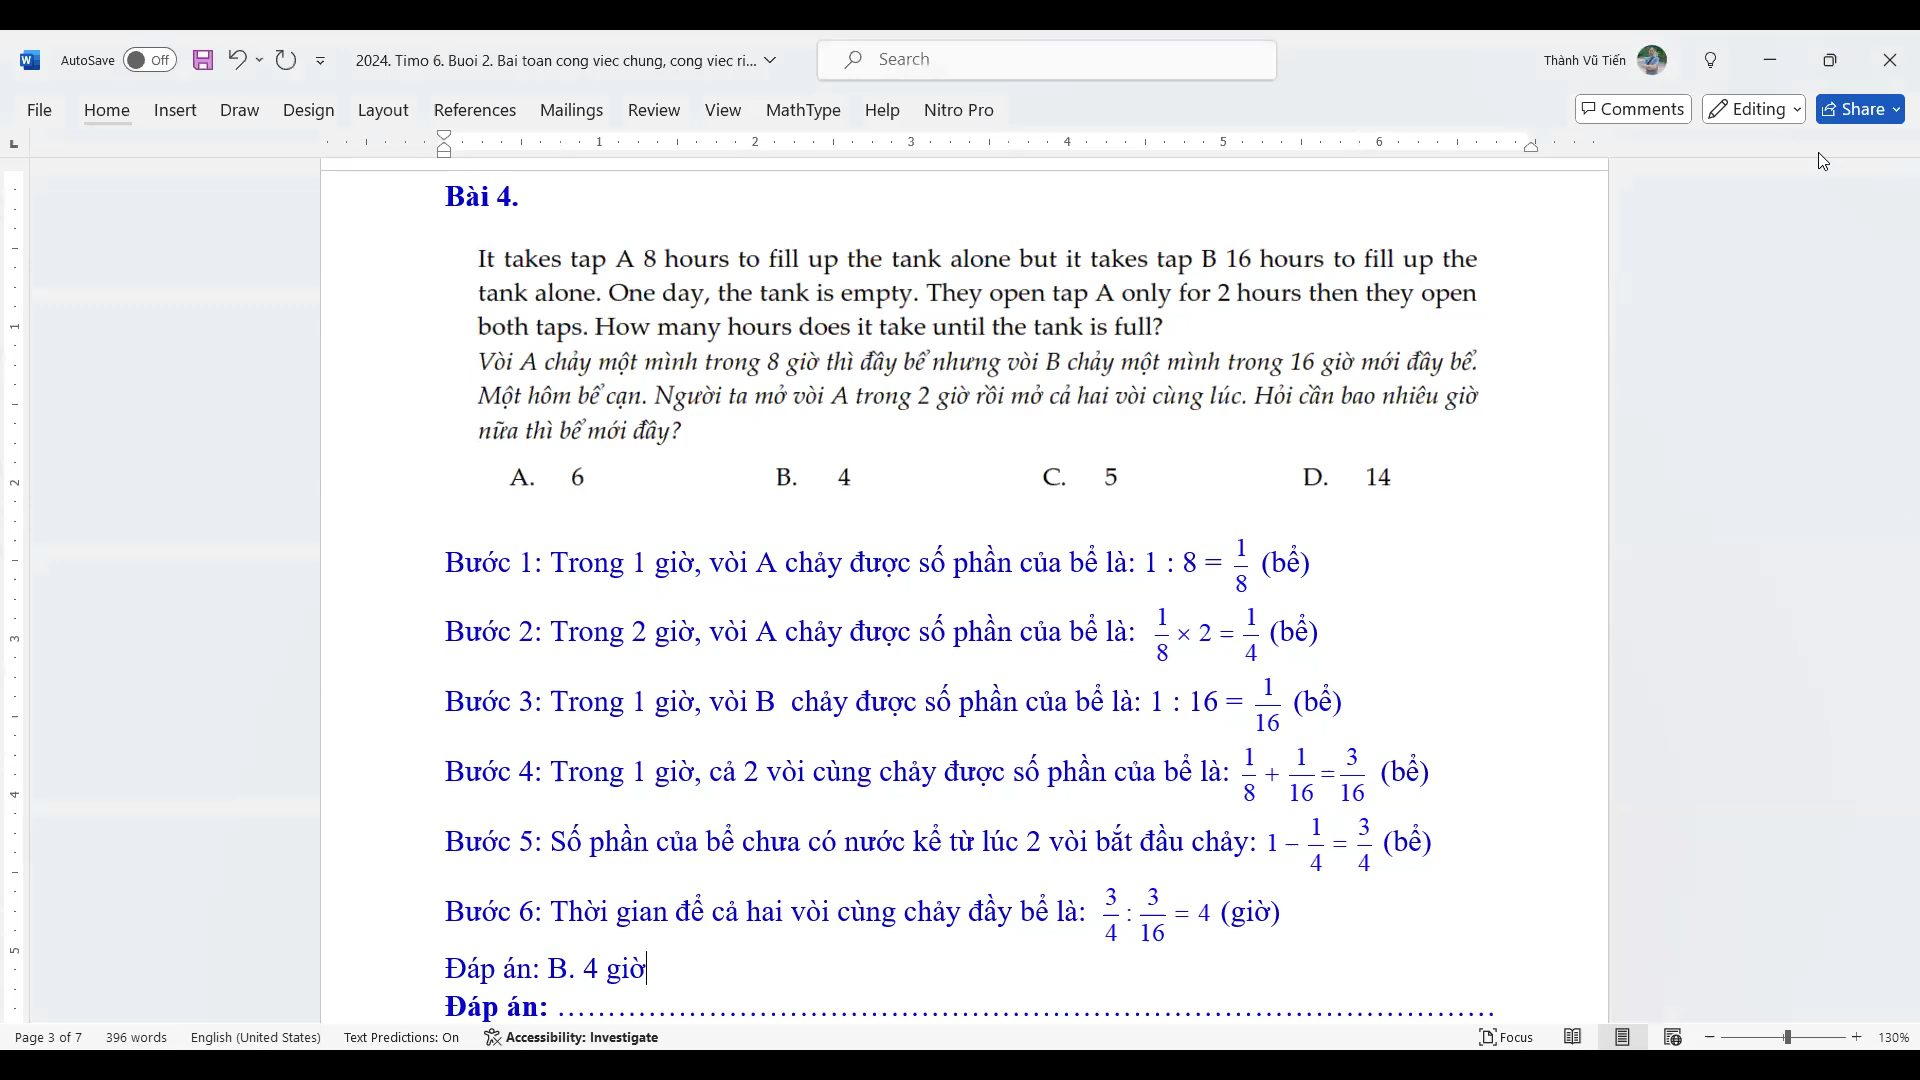 AutoSave Off 2024. Timo 6. Buoi 2. Bai toan cong viec chung, cong viec ri... Search Thành Vũ Tiến
File Home Insert Draw Design Layout References Mailings Review View MathType Help Nitro Pro Comments Editing Share
1 2 3 4 5 6
Bài 4.
It takes tap A 8 hours to fill up the tank alone but it takes tap B 16 hours to fill up the
tank alone. One day, the tank is empty. They open tap A only for 2 hours then they open
both taps. How many hours does it take until the tank is full?
Vòi A chảy một mình trong 8 giờ thì đầy bể nhưng vòi B chảy một mình trong 16 giờ mới đầy bể.
Một hôm bể cạn. Người ta mở vòi A trong 2 giờ rồi mở cả hai vòi cùng lúc. Hỏi cần bao nhiêu giờ
nữa thì bể mới đầy?
A. 6 B. 4 C. 5 D. 14
Bước 1: Trong 1 giờ, vòi A chảy được số phần của bể là: 1 : 8 = 1/8 (bể)
Bước 2: Trong 2 giờ, vòi A chảy được số phần của bể là: 1/8 × 2 = 1/4 (bể)
Bước 3: Trong 1 giờ, vòi B chảy được số phần của bể là: 1 : 16 = 1/16 (bể)
Bước 4: Trong 1 giờ, cả 2 vòi cùng chảy được số phần của bể là: 1/8 + 1/16 = 3/16 (bể)
Bước 5: Số phần của bể chưa có nước kể từ lúc 2 vòi bắt đầu chảy: 1 − 1/4 = 3/4 (bể)
Bước 6: Thời gian để cả hai vòi cùng chảy đầy bể là: 3/4 : 3/16 = 4 (giờ)
Đáp án: B. 4 giờ
Đáp án: ........................................................................................
1
2
3
4
5
Page 3 of 7 396 words English (United States) Text Predictions: On Accessibility: Investigate Focus 130%